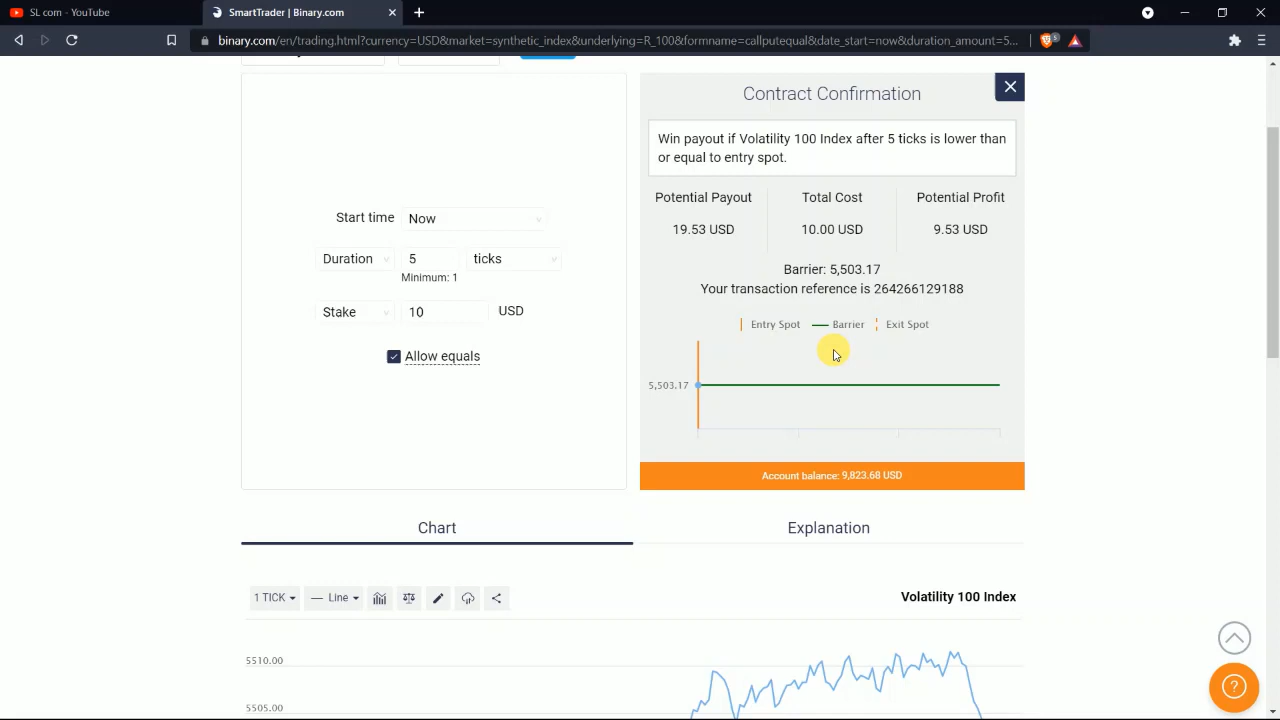 SL com - YouTube
SmartTrader | Binary.com
binary.com/en/trading.html?currency=USD&market=synthetic_index&underlying=R_100&formname=callputequal&date_start=now&duration_amount=5...
5
Contract Confirmation
Win payout if Volatility 100 Index after 5 ticks is lower than
or equal to entry spot.
Potential Payout Total Cost Potential Profit
19.53 USD 10.00 USD 9.53 USD
Barrier: 5,503.17
Your transaction reference is 264266129188
Entry Spot Barrier Exit Spot
5,503.17
Account balance: 9,823.68 USD
Start time Now
Duration 5 ticks
Minimum: 1
Stake 10 USD
Allow equals
Chart Explanation
1 TICK Line Volatility 100 Index
5510.00
5505.00